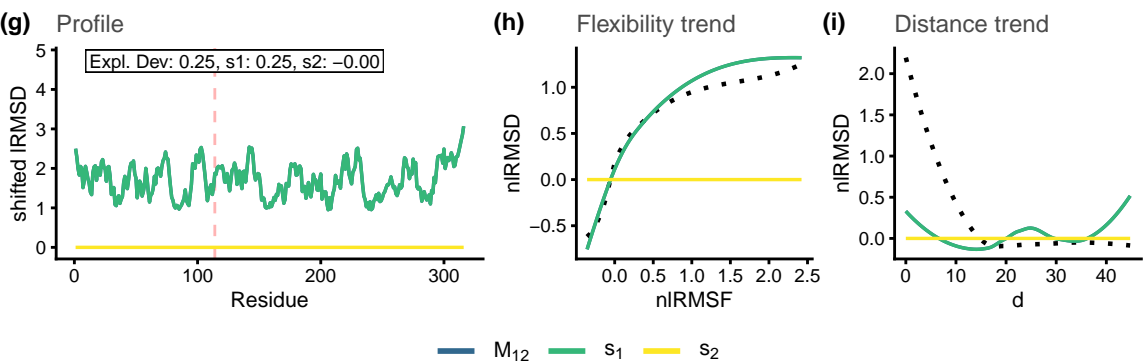 (g) Profile
Expl. Dev: 0.25, s1: 0.25, s2: −0.00
shifted lRMSD
5
4
3
2
1
0
0 100 200 300
Residue
(h) Flexibility trend
nlRMSD
1.0
0.5
0.0
−0.5
0.0 0.5 1.0 1.5 2.0 2.5
nlRMSF
(i) Distance trend
nlRMSD
2.0
1.5
1.0
0.5
0.0
0 10 20 30 40
d
M12 s1 s2